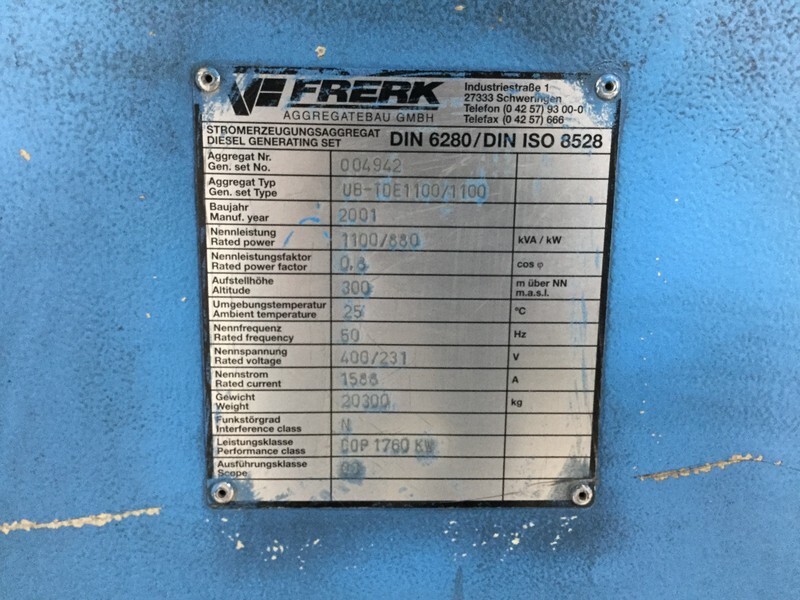 FRERK
AGGREGATEBAU GMBH
Industriestraße 1
27333 Schweringen
Telefon (0 42 57) 93 00-0
Telefax (0 42 57) 666
STROMERZEUGUNGSAGGREGAT
DIESEL GENERATING SET
DIN 6280/DIN ISO 8528
Aggregat Nr.
Gen. set No. 004942
Aggregat Typ
Gen. set Type UB-TDE1100/1100
Baujahr
Manuf. year 2001
Nennleistung
Rated power 1100/880 kVA / kW
Nennleistungsfaktor
Rated power factor 0,8 cos φ
Aufstellhöhe
Altitude 300 m über NN
m.a.s.l.
Umgebungstemperatur
Ambient temperature 25 °C
Nennfrequenz
Rated frequency 50 Hz
Nennspannung
Rated voltage 400/231 V
Nennstrom
Rated current 1588 A
Gewicht
Weight 20300 kg
Funkstörgrad
Interference class N
Leistungsklasse
Performance class COP 1760 KW
Ausführungsklasse
Scope